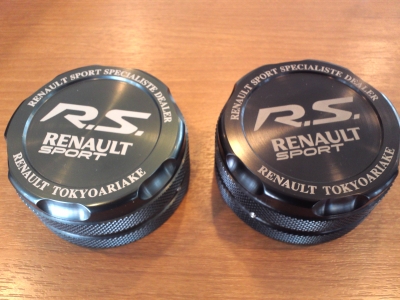 RENAULT SPORT SPECIALISTE DEALER
R.S.
RENAULT
SPORT
RENAULT TOKYOARIAKE
RENAULT SPORT SPECIALISTE DEALER
R.S.
RENAULT
SPORT
RENAULT TOKYOARIAKE